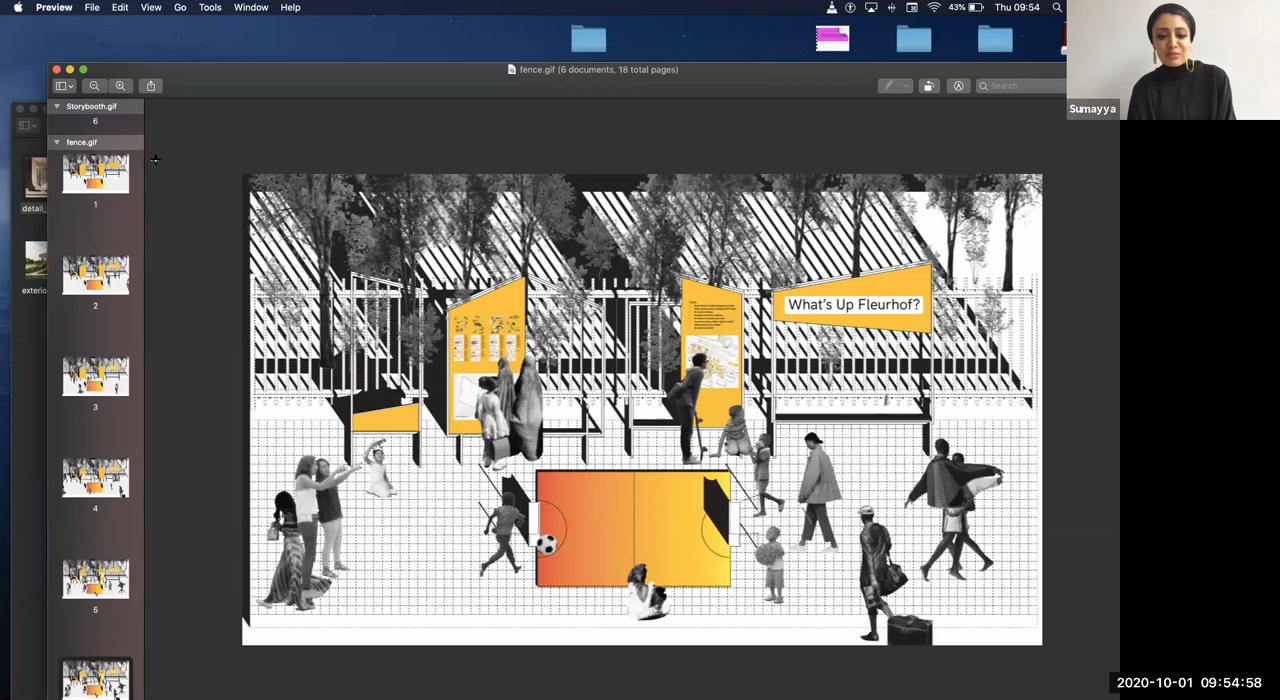 Preview File Edit View Go Tools Window Help
43% Thu 09:54
fence.gif (6 documents, 18 total pages)
Search
Storybooth.gif
6
fence.gif
1
2
3
4
5
detail_
exterio
What's Up Fleurhof?
Sumayya
2020-10-01 09:54:58